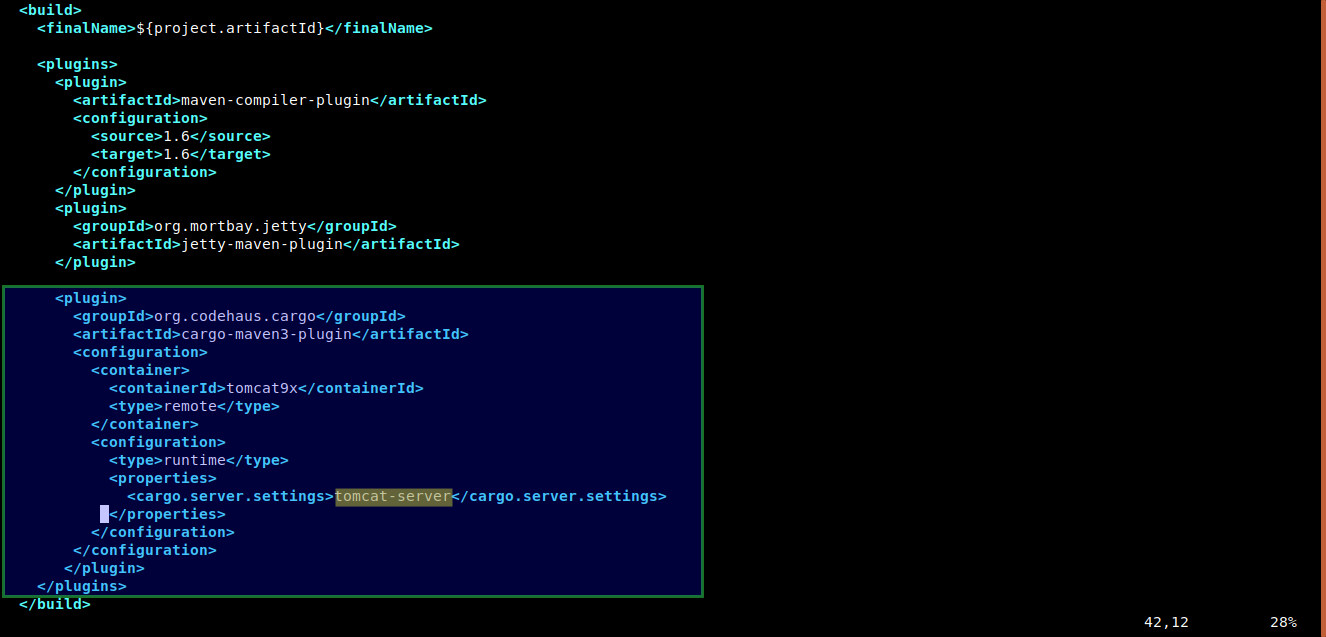 <build>
<finalName>${project.artifactId}</finalName>
<plugins>
<plugin>
<artifactId>maven-compiler-plugin</artifactId>
<configuration>
<source>1.6</source>
<target>1.6</target>
</configuration>
</plugin>
<plugin>
<groupId>org.mortbay.jetty</groupId>
<artifactId>jetty-maven-plugin</artifactId>
</plugin>
<plugin>
<groupId>org.codehaus.cargo</groupId>
<artifactId>cargo-maven3-plugin</artifactId>
<configuration>
<container>
<containerId>tomcat9x</containerId>
<type>remote</type>
</container>
<configuration>
<type>runtime</type>
<properties>
<cargo.server.settings>tomcat-server</cargo.server.settings>
</properties>
</configuration>
</configuration>
</plugin>
</plugins>
</build>
42,12 28%